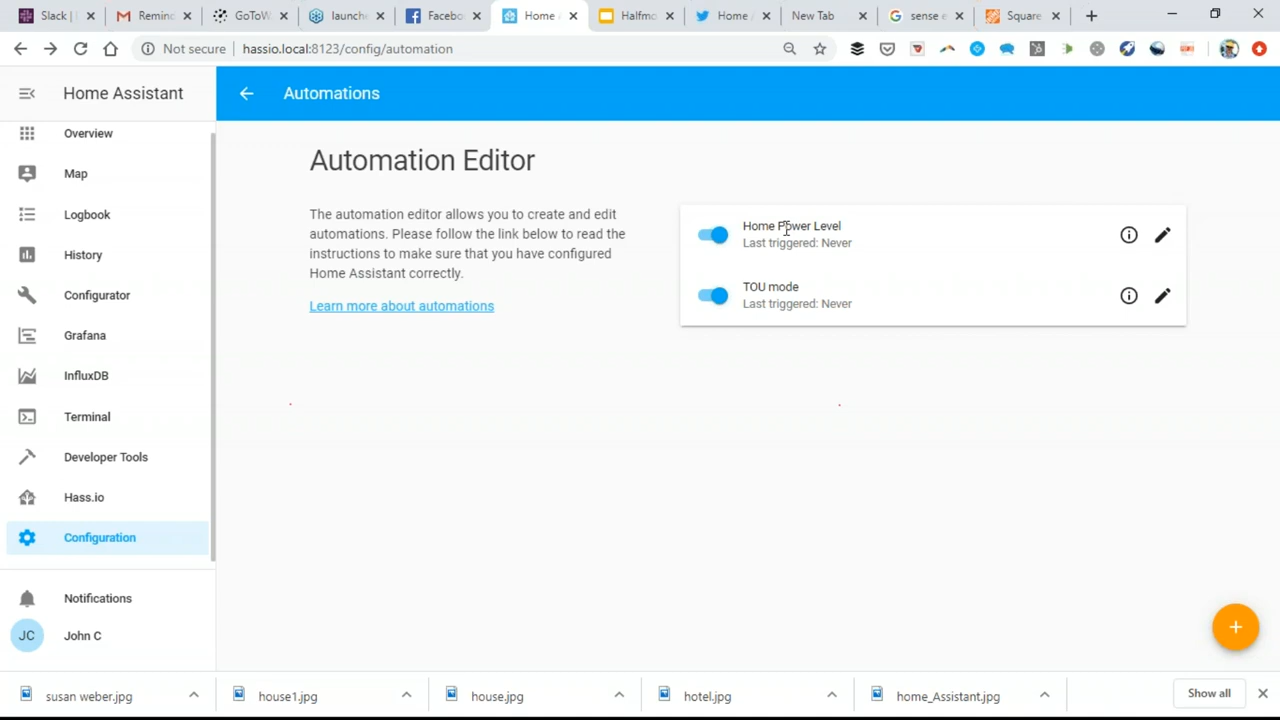 Slack |
Remin
GoToW
launch
Facebo
Home
Halfmo
Home
New Tab
sense e
Square
Not secure
hassio.local:8123/config/automation
Home Assistant
Automations
Overview
Map
Logbook
History
Configurator
Grafana
InfluxDB
Terminal
Developer Tools
Hass.io
Configuration
Notifications
JC
John C
Automation Editor
The automation editor allows you to create and edit
automations. Please follow the link below to read the
instructions to make sure that you have configured
Home Assistant correctly.
Learn more about automations
Home Power Level
Last triggered: Never
TOU mode
Last triggered: Never
susan weber.jpg
house1.jpg
house.jpg
hotel.jpg
home_Assistant.jpg
Show all